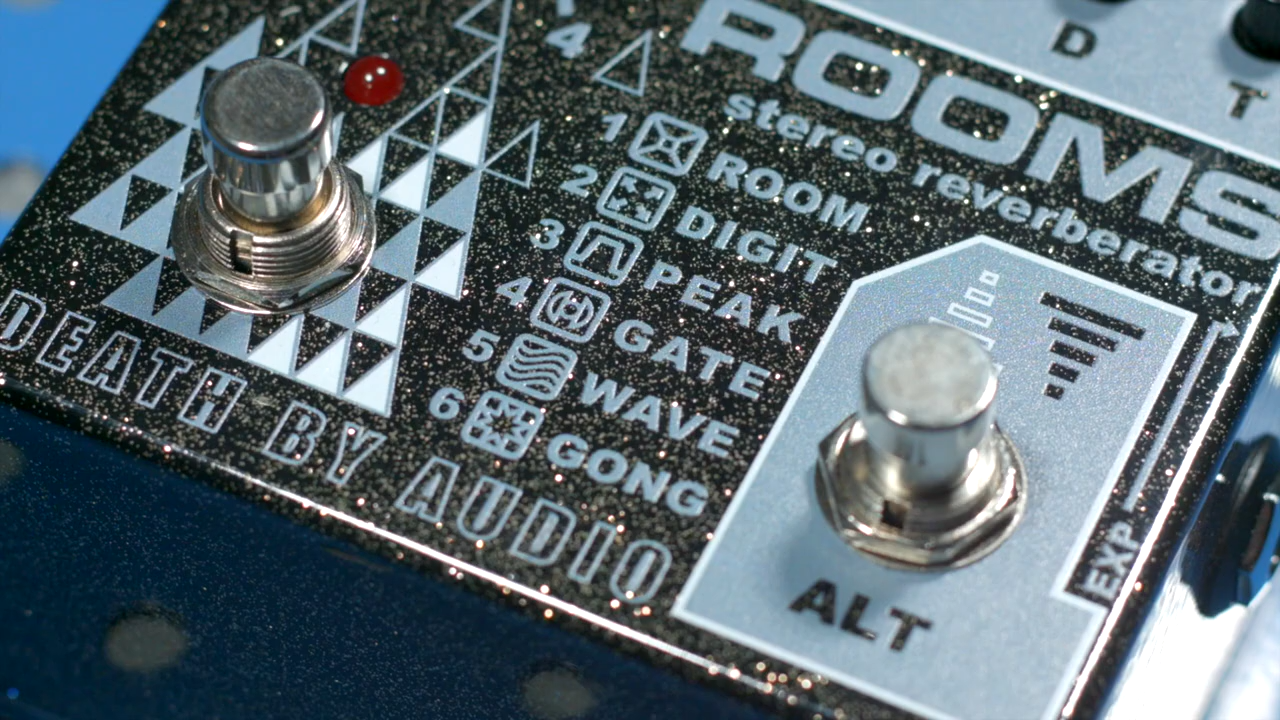 D
T
4
ROOMS
stereo reverberator
1 ROOM
2 DIGIT
3 PEAK
4 GATE
5 WAVE
6 GONG
DEATH BY AUDIO
EXP
ALT